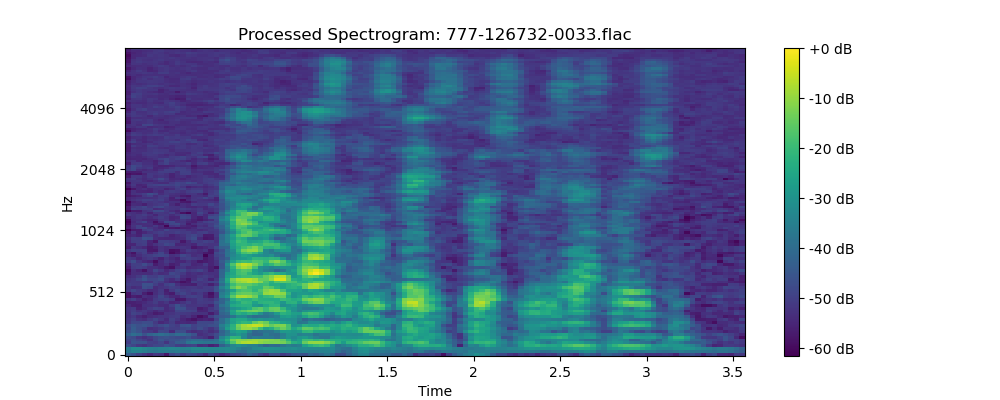 Processed Spectrogram: 777-126732-0033.flac
Hz
4096
2048
1024
512
0
0
0.5
1
1.5
2
2.5
3
3.5
Time
+0 dB
-10 dB
-20 dB
-30 dB
-40 dB
-50 dB
-60 dB